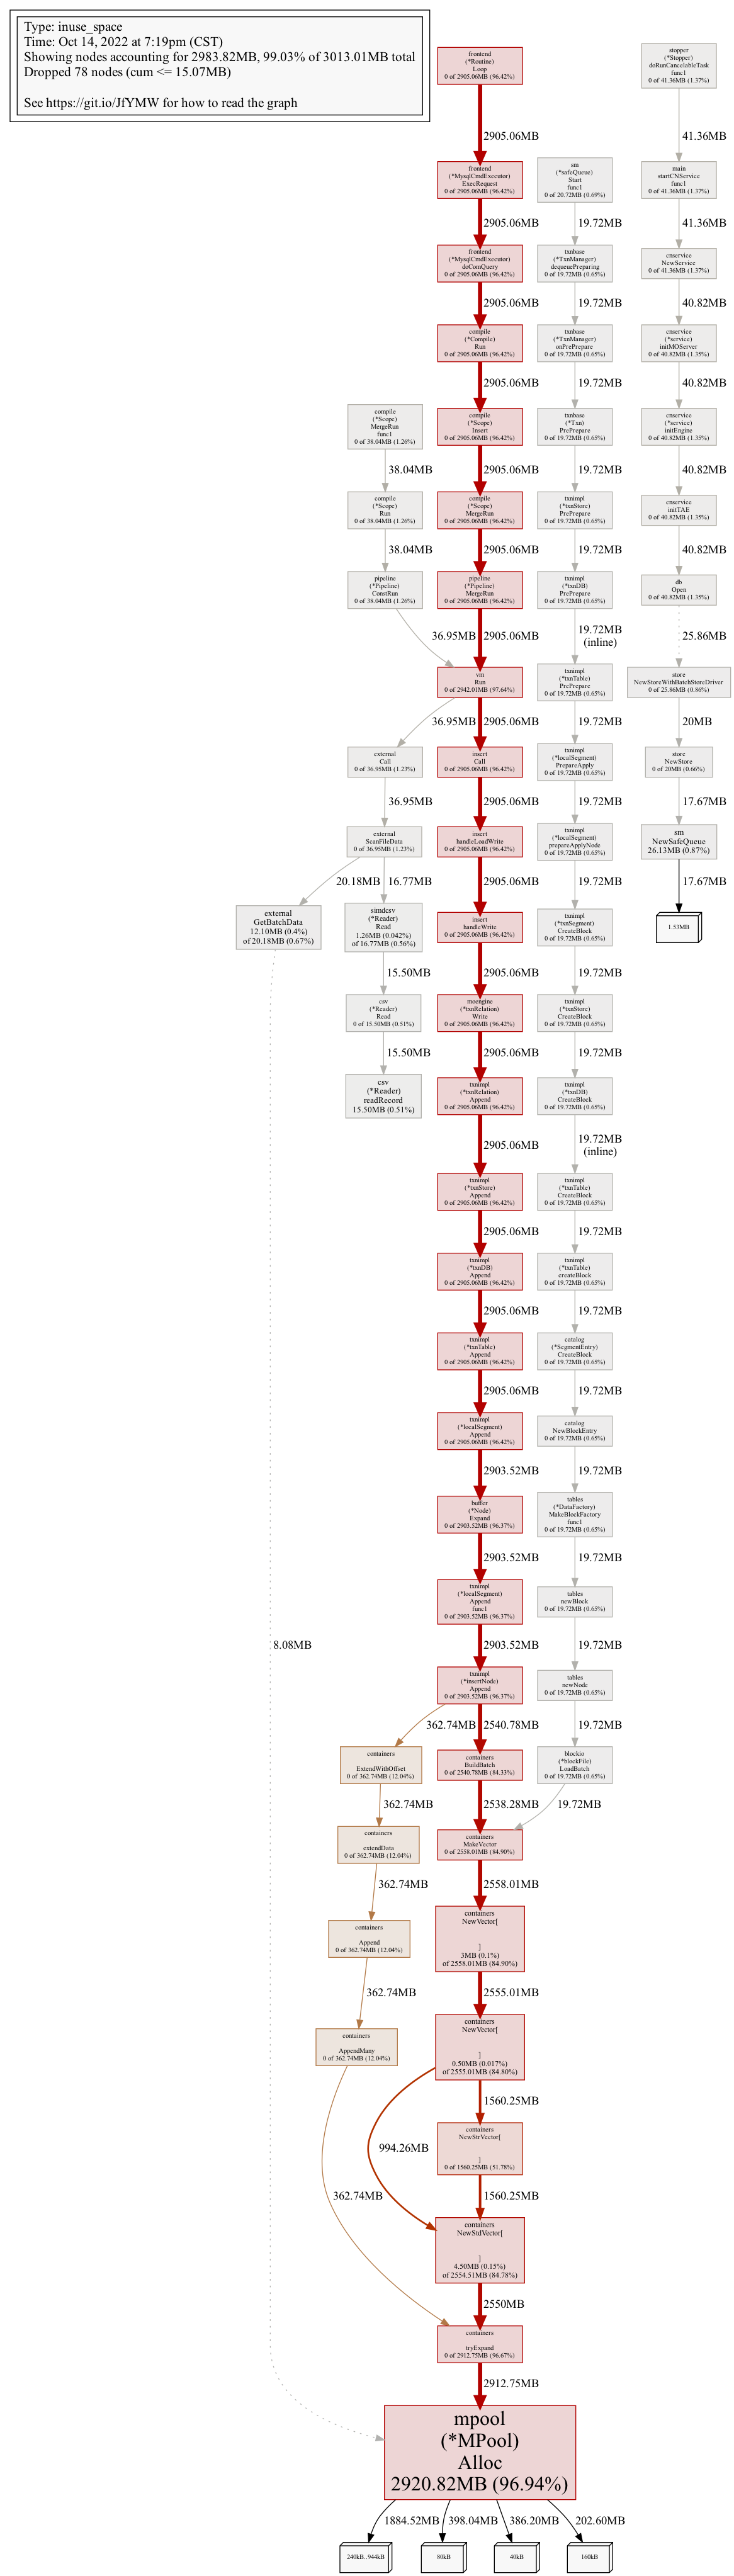 Type: inuse_space
Time: Oct 14, 2022 at 7:19pm (CST)
Showing nodes accounting for 2983.82MB, 99.03% of 3013.01MB total
Dropped 78 nodes (cum <= 15.07MB)
See https://git.io/JfYMW for how to read the graph
frontend
(*Routine)
Loop
0 of 2905.06MB (96.42%)
stopper
(*Stopper)
doRunCancelableTask
func1
0 of 41.36MB (1.37%)
2905.06MB
41.36MB
frontend
(*MysqlCmdExecutor)
ExecRequest
0 of 2905.06MB (96.42%)
sm
(*safeQueue)
Start
func1
0 of 20.72MB (0.69%)
main
startCNService
func1
0 of 41.36MB (1.37%)
2905.06MB
19.72MB
41.36MB
frontend
(*MysqlCmdExecutor)
doComQuery
0 of 2905.06MB (96.42%)
txnbase
(*TxnManager)
dequeuePreparing
0 of 19.72MB (0.65%)
cnservice
NewService
0 of 41.36MB (1.37%)
2905.06MB
19.72MB
40.82MB
compile
(*Compile)
Run
0 of 2905.06MB (96.42%)
txnbase
(*TxnManager)
onPrePrepare
0 of 19.72MB (0.65%)
cnservice
(*service)
initMOServer
0 of 40.82MB (1.35%)
2905.06MB
19.72MB
40.82MB
compile
(*Scope)
MergeRun
func1
0 of 38.04MB (1.26%)
compile
(*Scope)
Insert
0 of 2905.06MB (96.42%)
txnbase
(*Txn)
PrePrepare
0 of 19.72MB (0.65%)
cnservice
(*service)
initEngine
0 of 40.82MB (1.35%)
38.04MB
2905.06MB
19.72MB
40.82MB
compile
(*Scope)
Run
0 of 38.04MB (1.26%)
compile
(*Scope)
MergeRun
0 of 2905.06MB (96.42%)
txnimpl
(*txnStore)
PrePrepare
0 of 19.72MB (0.65%)
cnservice
initTAE
0 of 40.82MB (1.35%)
38.04MB
2905.06MB
19.72MB
40.82MB
pipeline
(*Pipeline)
ConstRun
0 of 38.04MB (1.26%)
pipeline
(*Pipeline)
MergeRun
0 of 2905.06MB (96.42%)
txnimpl
(*txnDB)
PrePrepare
0 of 19.72MB (0.65%)
db
Open
0 of 40.82MB (1.35%)
36.95MB
2905.06MB
19.72MB
(inline)
25.86MB
vm
Run
0 of 2942.01MB (97.64%)
txnimpl
(*txnTable)
PrePrepare
0 of 19.72MB (0.65%)
store
NewStoreWithBatchStoreDriver
0 of 25.86MB (0.86%)
36.95MB
2905.06MB
19.72MB
20MB
external
Call
0 of 36.95MB (1.23%)
insert
Call
0 of 2905.06MB (96.42%)
txnimpl
(*localSegment)
PrepareApply
0 of 19.72MB (0.65%)
store
NewStore
0 of 20MB (0.66%)
36.95MB
2905.06MB
19.72MB
17.67MB
external
ScanFileData
0 of 36.95MB (1.23%)
insert
handleLoadWrite
0 of 2905.06MB (96.42%)
txnimpl
(*localSegment)
prepareApplyNode
0 of 19.72MB (0.65%)
sm
NewSafeQueue
26.13MB (0.87%)
20.18MB
16.77MB
2905.06MB
19.72MB
17.67MB
external
GetBatchData
12.10MB (0.4%)
of 20.18MB (0.67%)
simdcsv
(*Reader)
Read
1.26MB (0.042%)
of 16.77MB (0.56%)
insert
handleWrite
0 of 2905.06MB (96.42%)
txnimpl
(*txnSegment)
CreateBlock
0 of 19.72MB (0.65%)
1.53MB
15.50MB
2905.06MB
19.72MB
csv
(*Reader)
Read
0 of 15.50MB (0.51%)
moengine
(*txnRelation)
Write
0 of 2905.06MB (96.42%)
txnimpl
(*txnStore)
CreateBlock
0 of 19.72MB (0.65%)
15.50MB
2905.06MB
19.72MB
csv
(*Reader)
readRecord
15.50MB (0.51%)
txnimpl
(*txnRelation)
Append
0 of 2905.06MB (96.42%)
txnimpl
(*txnDB)
CreateBlock
0 of 19.72MB (0.65%)
2905.06MB
19.72MB
(inline)
txnimpl
(*txnStore)
Append
0 of 2905.06MB (96.42%)
txnimpl
(*txnTable)
CreateBlock
0 of 19.72MB (0.65%)
2905.06MB
19.72MB
txnimpl
(*txnDB)
Append
0 of 2905.06MB (96.42%)
txnimpl
(*txnTable)
createBlock
0 of 19.72MB (0.65%)
2905.06MB
19.72MB
txnimpl
(*txnTable)
Append
0 of 2905.06MB (96.42%)
catalog
(*SegmentEntry)
CreateBlock
0 of 19.72MB (0.65%)
2905.06MB
19.72MB
txnimpl
(*localSegment)
Append
0 of 2905.06MB (96.42%)
catalog
NewBlockEntry
0 of 19.72MB (0.65%)
2903.52MB
19.72MB
buffer
(*Node)
Expand
0 of 2903.52MB (96.37%)
tables
(*DataFactory)
MakeBlockFactory
func1
0 of 19.72MB (0.65%)
2903.52MB
19.72MB
txnimpl
(*localSegment)
Append
func1
0 of 2903.52MB (96.37%)
tables
newBlock
0 of 19.72MB (0.65%)
8.08MB
2903.52MB
19.72MB
txnimpl
(*insertNode)
Append
0 of 2903.52MB (96.37%)
tables
newNode
0 of 19.72MB (0.65%)
362.74MB
2540.78MB
19.72MB
containers
ExtendWithOffset
0 of 362.74MB (12.04%)
containers
BuildBatch
0 of 2540.78MB (84.33%)
blockio
(*blockFile)
LoadBatch
0 of 19.72MB (0.65%)
362.74MB
2538.28MB
19.72MB
containers
extendData
0 of 362.74MB (12.04%)
containers
MakeVector
0 of 2558.01MB (84.90%)
362.74MB
2558.01MB
containers
Append
0 of 362.74MB (12.04%)
containers
NewVector[
]
3MB (0.1%)
of 2558.01MB (84.90%)
362.74MB
2555.01MB
containers
AppendMany
0 of 362.74MB (12.04%)
containers
NewVector[
]
0.50MB (0.017%)
of 2555.01MB (84.80%)
1560.25MB
containers
NewStrVector[
]
0 of 1560.25MB (51.78%)
994.26MB
362.74MB
1560.25MB
containers
NewStdVector[
]
4.50MB (0.15%)
of 2554.51MB (84.78%)
2550MB
containers
tryExpand
0 of 2912.75MB (96.67%)
2912.75MB
mpool
(*MPool)
Alloc
2920.82MB (96.94%)
1884.52MB
398.04MB
386.20MB
202.60MB
240kB..944kB
80kB
40kB
160kB